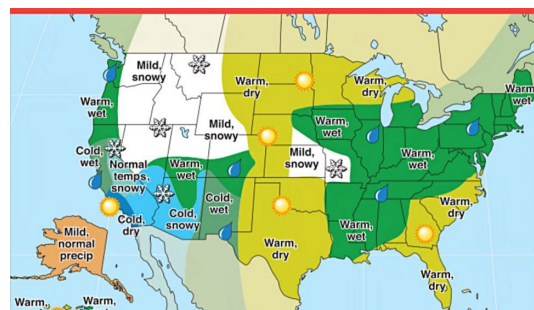 Mild,
snowy
Warm,
dry
Warm,
dry
Warm,
wet
Warm,
wet
Mild,
snowy
Warm,
wet
Cold,
wet
Normal
temps,
snowy
Warm,
wet
Mild,
snowy
Warm,
wet
Cold,
wet
Cold,
dry
Cold,
snowy
Warm,
dry
Mild,
normal
precip
Warm,
dry
Warm,
wet
Warm,
dry
Warm,
Warm,